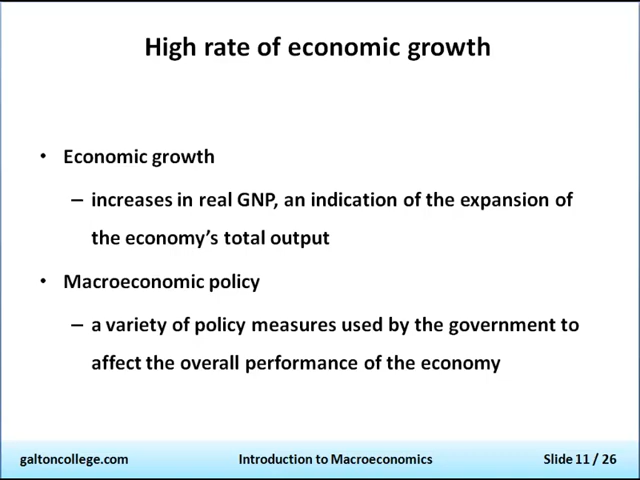 High rate of economic growth
• Economic growth
– increases in real GNP, an indication of the expansion of
the economy’s total output
• Macroeconomic policy
– a variety of policy measures used by the government to
affect the overall performance of the economy
galtoncollege.com Introduction to Macroeconomics Slide 11 / 26